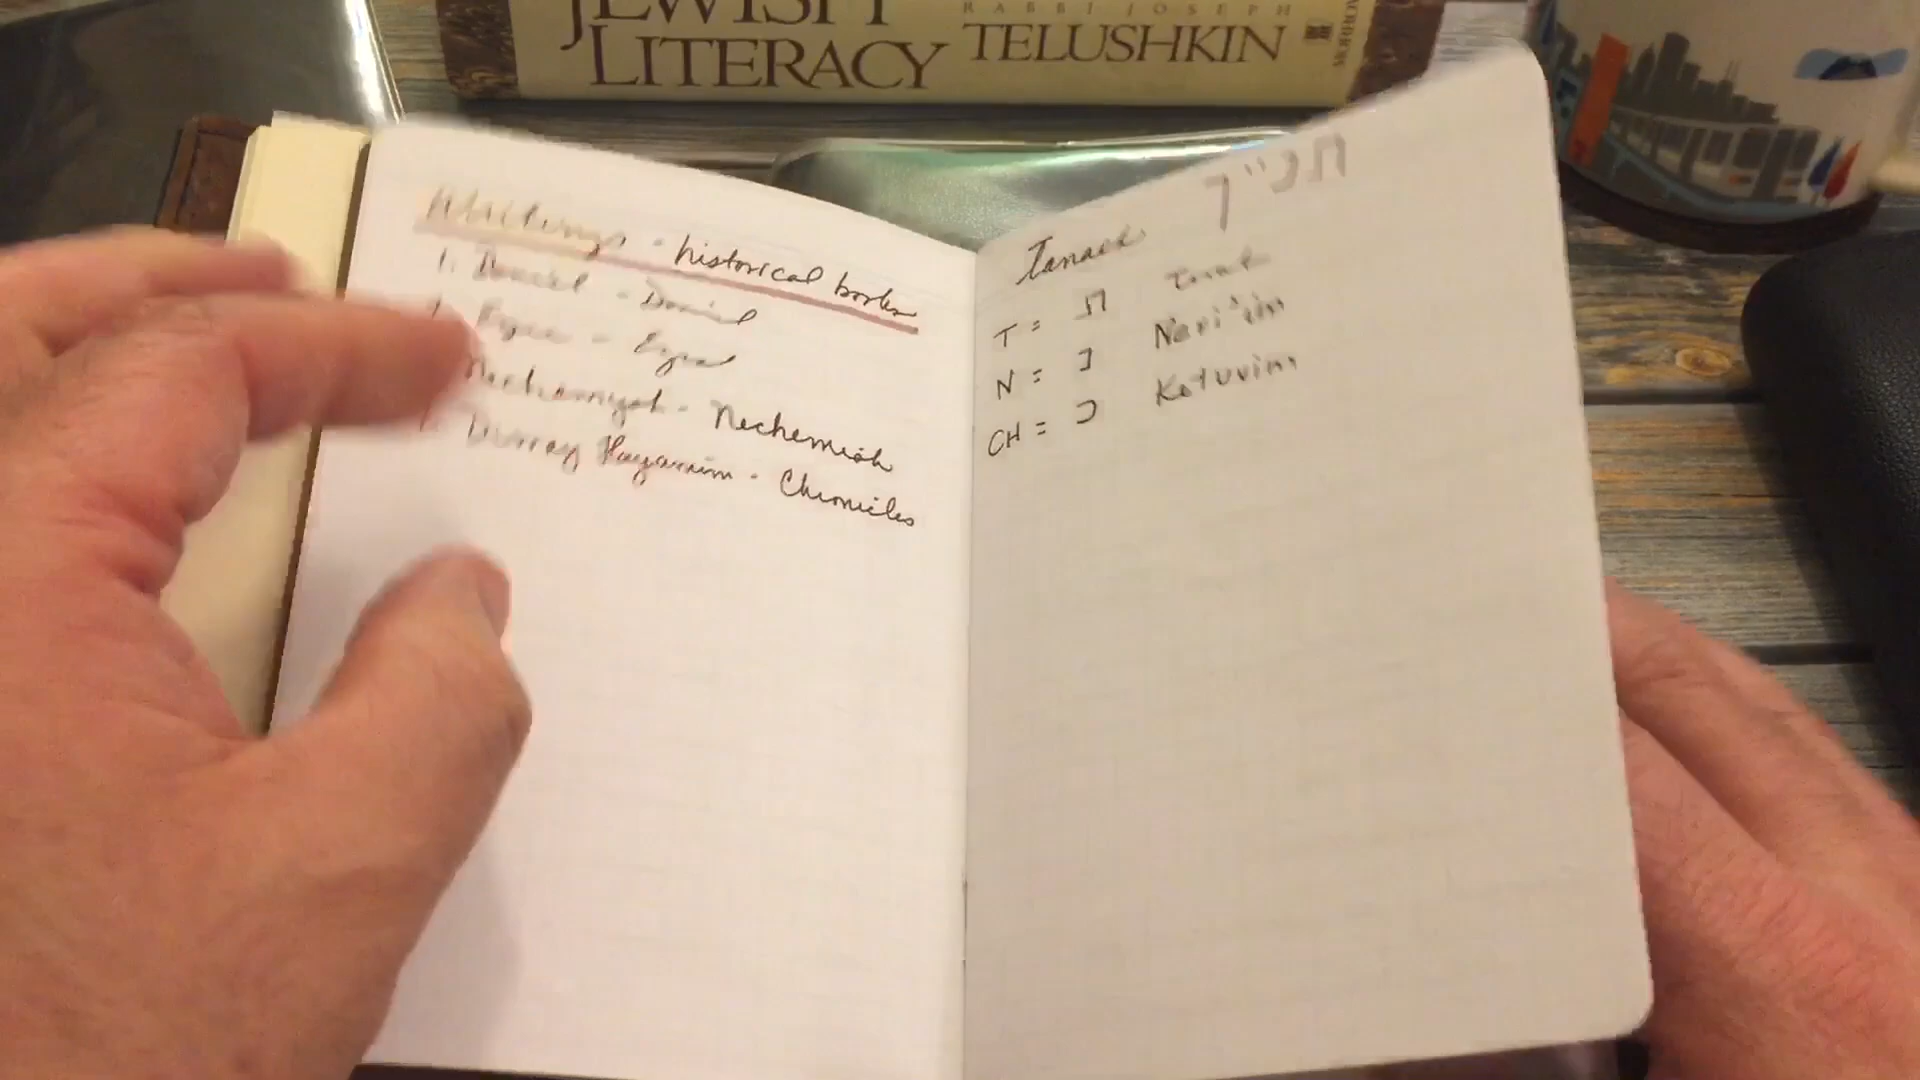 JEWISH
LITERACY
RABBI JOSEPH
TELUSHKIN
Writings - historical books
1. Daniel - Daniel
Ezra - Ezra
Nechemiyah - Nechemiah
Divray Hayamim - Chronicles
תנ"ך
Tanach
T = ת Torah
N = נ Nevi'im
CH = כ Ketuvim